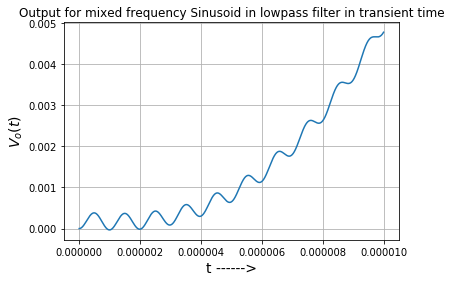 Output for mixed frequency Sinusoid in lowpass filter in transient time
0.005
0.004
0.003
0.002
0.001
0.000
V_o(t)
0.000000 0.000002 0.000004 0.000006 0.000008 0.000010
t ------>